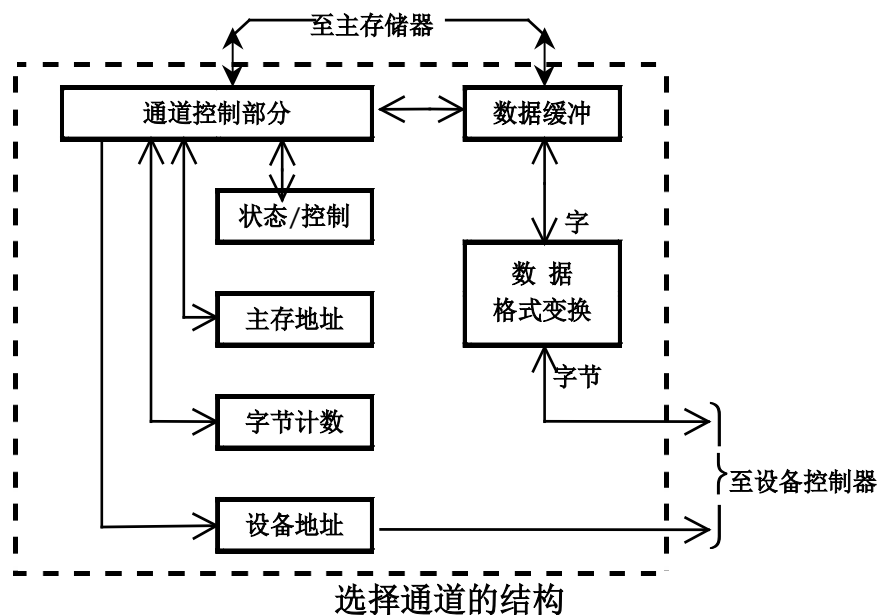 至主存储器
通道控制部分
数据缓冲
状态/控制
字
数 据
格式变换
主存地址
字节
字节计数
至设备控制器
设备地址
选择通道的结构